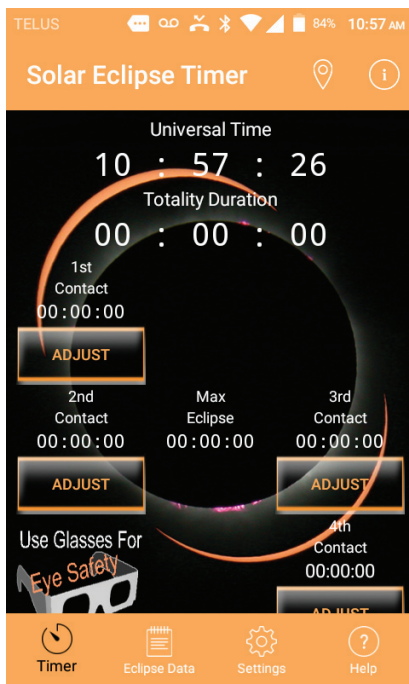 TELUS 84% 10:57 AM
Solar Eclipse Timer
Universal Time
10 : 57 : 26
Totality Duration
00 : 00 : 00
1st
Contact
00:00:00
ADJUST
2nd
Contact
00:00:00
ADJUST
Max
Eclipse
00:00:00
3rd
Contact
00:00:00
ADJUST
Use Glasses For
Eye Safety
4th
Contact
00:00:00
ADJUST
Timer
Eclipse Data
Settings
Help